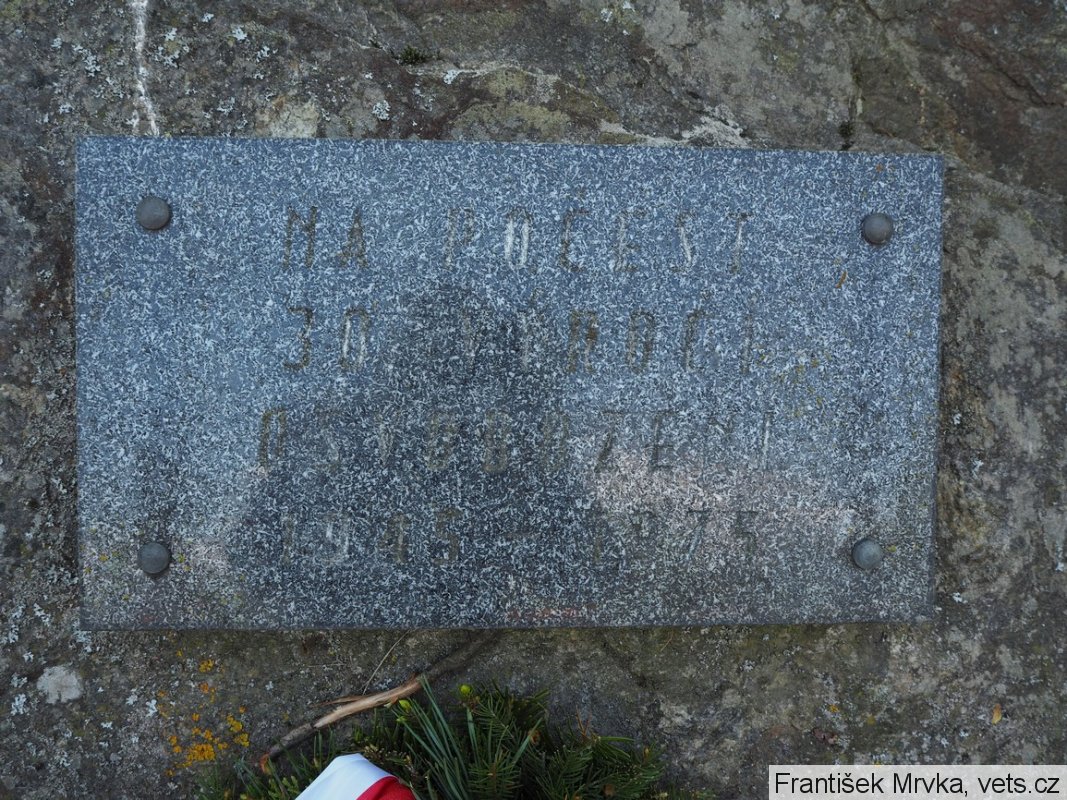 NA POČEST
30 VÝROČÍ
OSVOBOZENÍ
1945 - 1975
František Mrvka, vets.cz